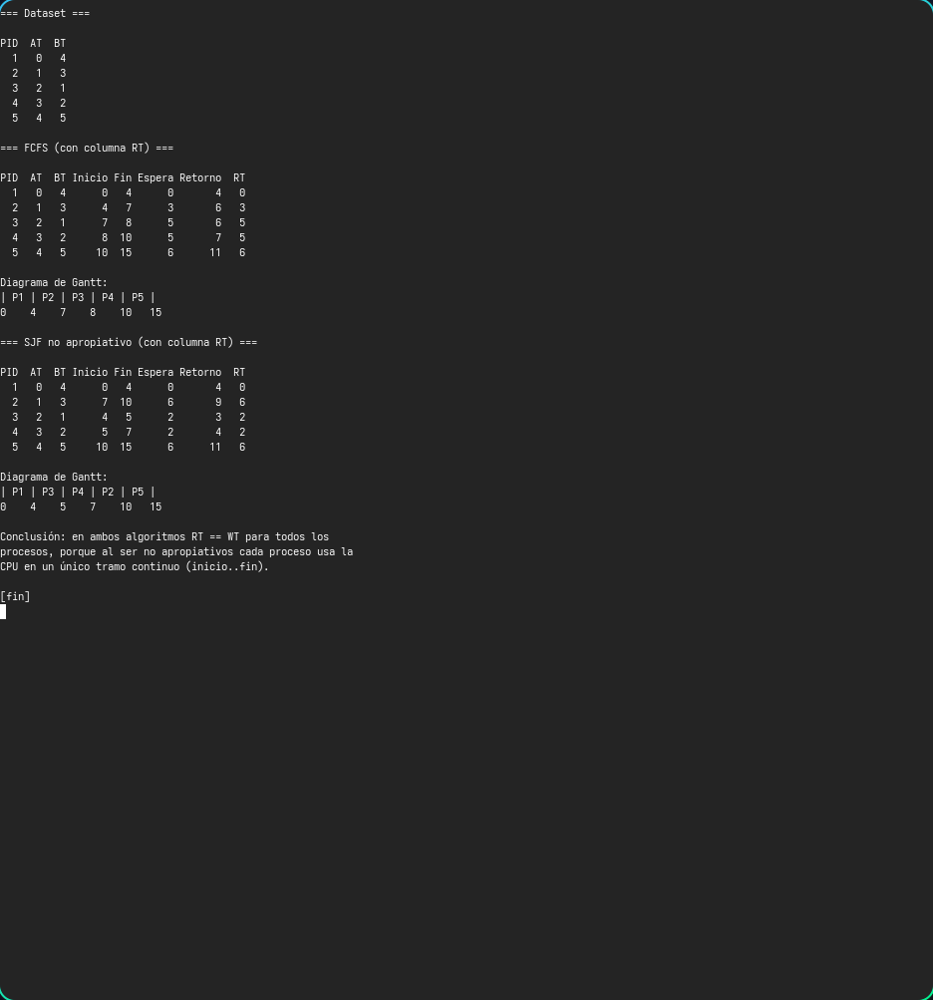 === Dataset ===
PID  AT  BT
  1   0   4
  2   1   3
  3   2   1
  4   3   2
  5   4   5
=== FCFS (con columna RT) ===
PID  AT  BT Inicio Fin Espera Retorno  RT
  1   0   4      0   4      0       4   0
  2   1   3      4   7      3       6   3
  3   2   1      7   8      5       6   5
  4   3   2      8  10      5       7   5
  5   4   5     10  15      6      11   6
Diagrama de Gantt:
| P1 | P2 | P3 | P4 | P5 |
0    4    7    8    10   15
=== SJF no apropiativo (con columna RT) ===
PID  AT  BT Inicio Fin Espera Retorno  RT
  1   0   4      0   4      0       4   0
  2   1   3      7  10      6       9   6
  3   2   1      4   5      2       3   2
  4   3   2      5   7      2       4   2
  5   4   5     10  15      6      11   6
Diagrama de Gantt:
| P1 | P3 | P4 | P2 | P5 |
0    4    5    7    10   15
Conclusión: en ambos algoritmos RT == WT para todos los
procesos, porque al ser no apropiativos cada proceso usa la
CPU en un único tramo continuo (inicio..fin).
[fin]